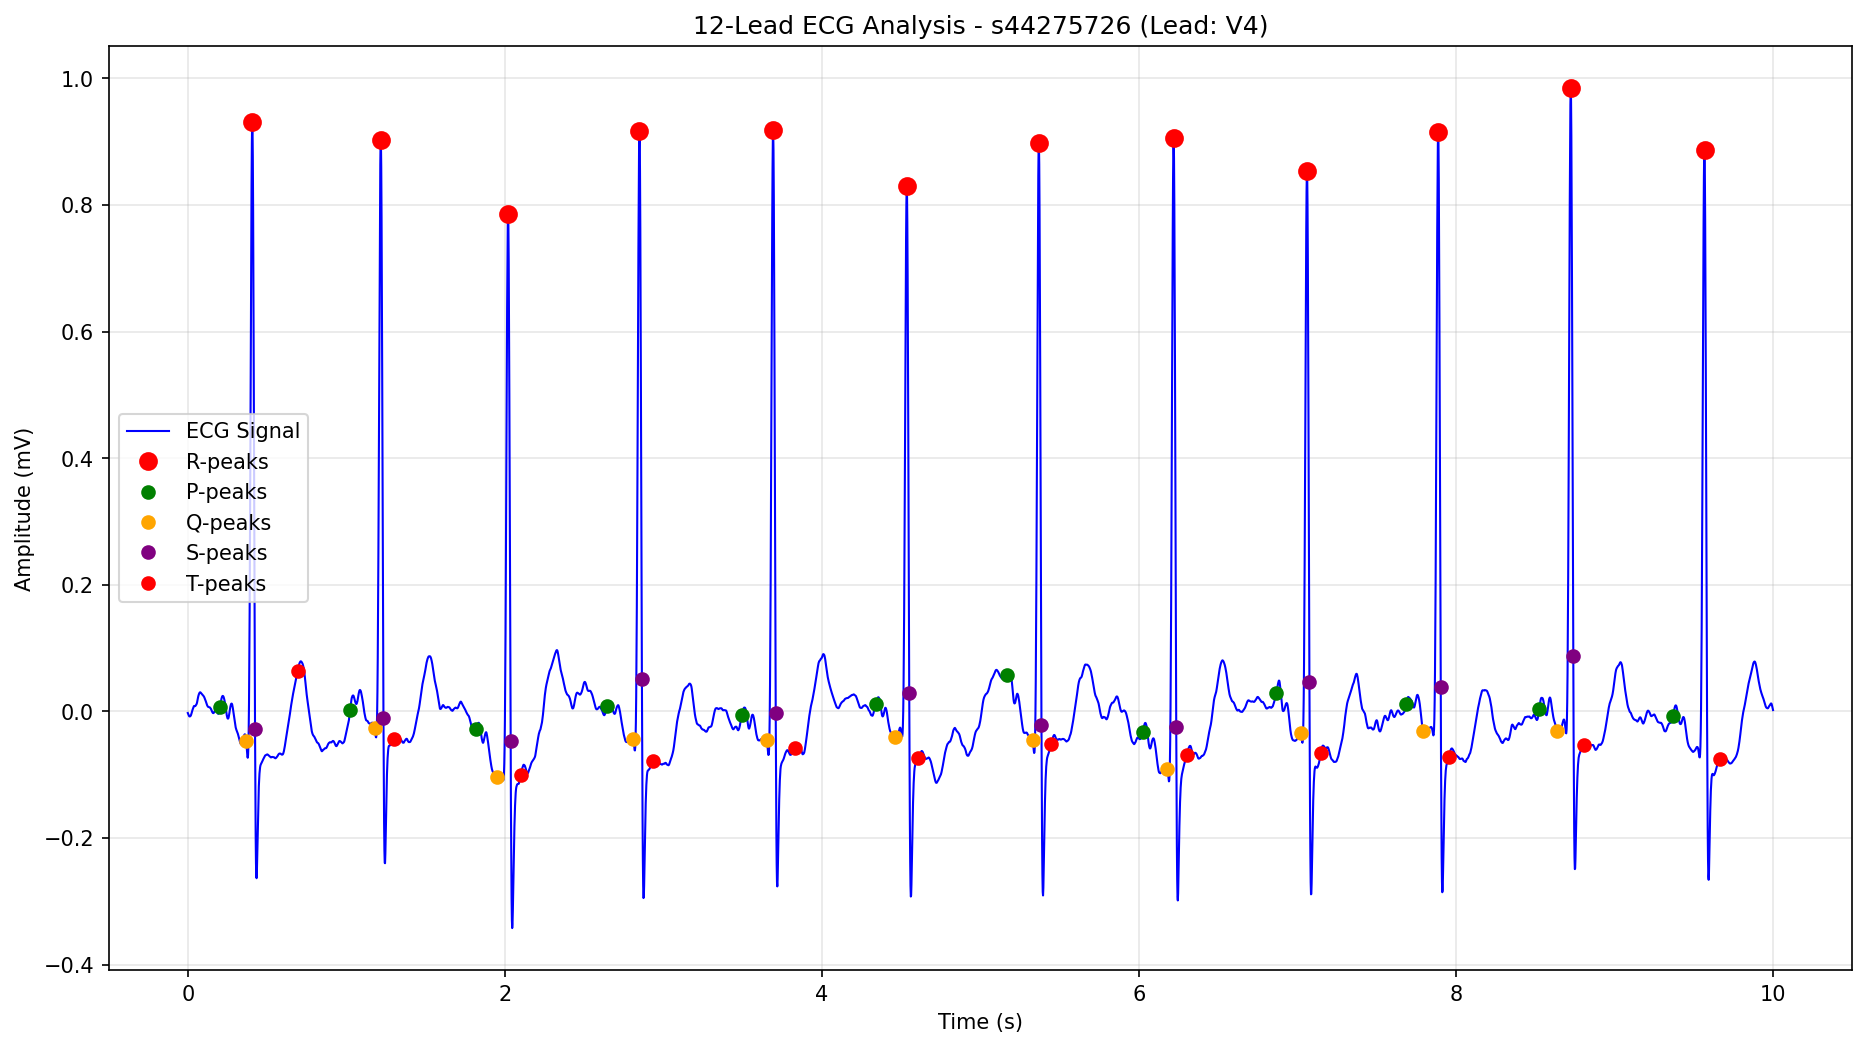 12-Lead ECG Analysis - s44275726 (Lead: V4)
Amplitude (mV)
1.0
0.8
0.6
0.4
0.2
0.0
−0.2
−0.4
ECG Signal
R-peaks
P-peaks
Q-peaks
S-peaks
T-peaks
0
2
4
6
8
10
Time (s)